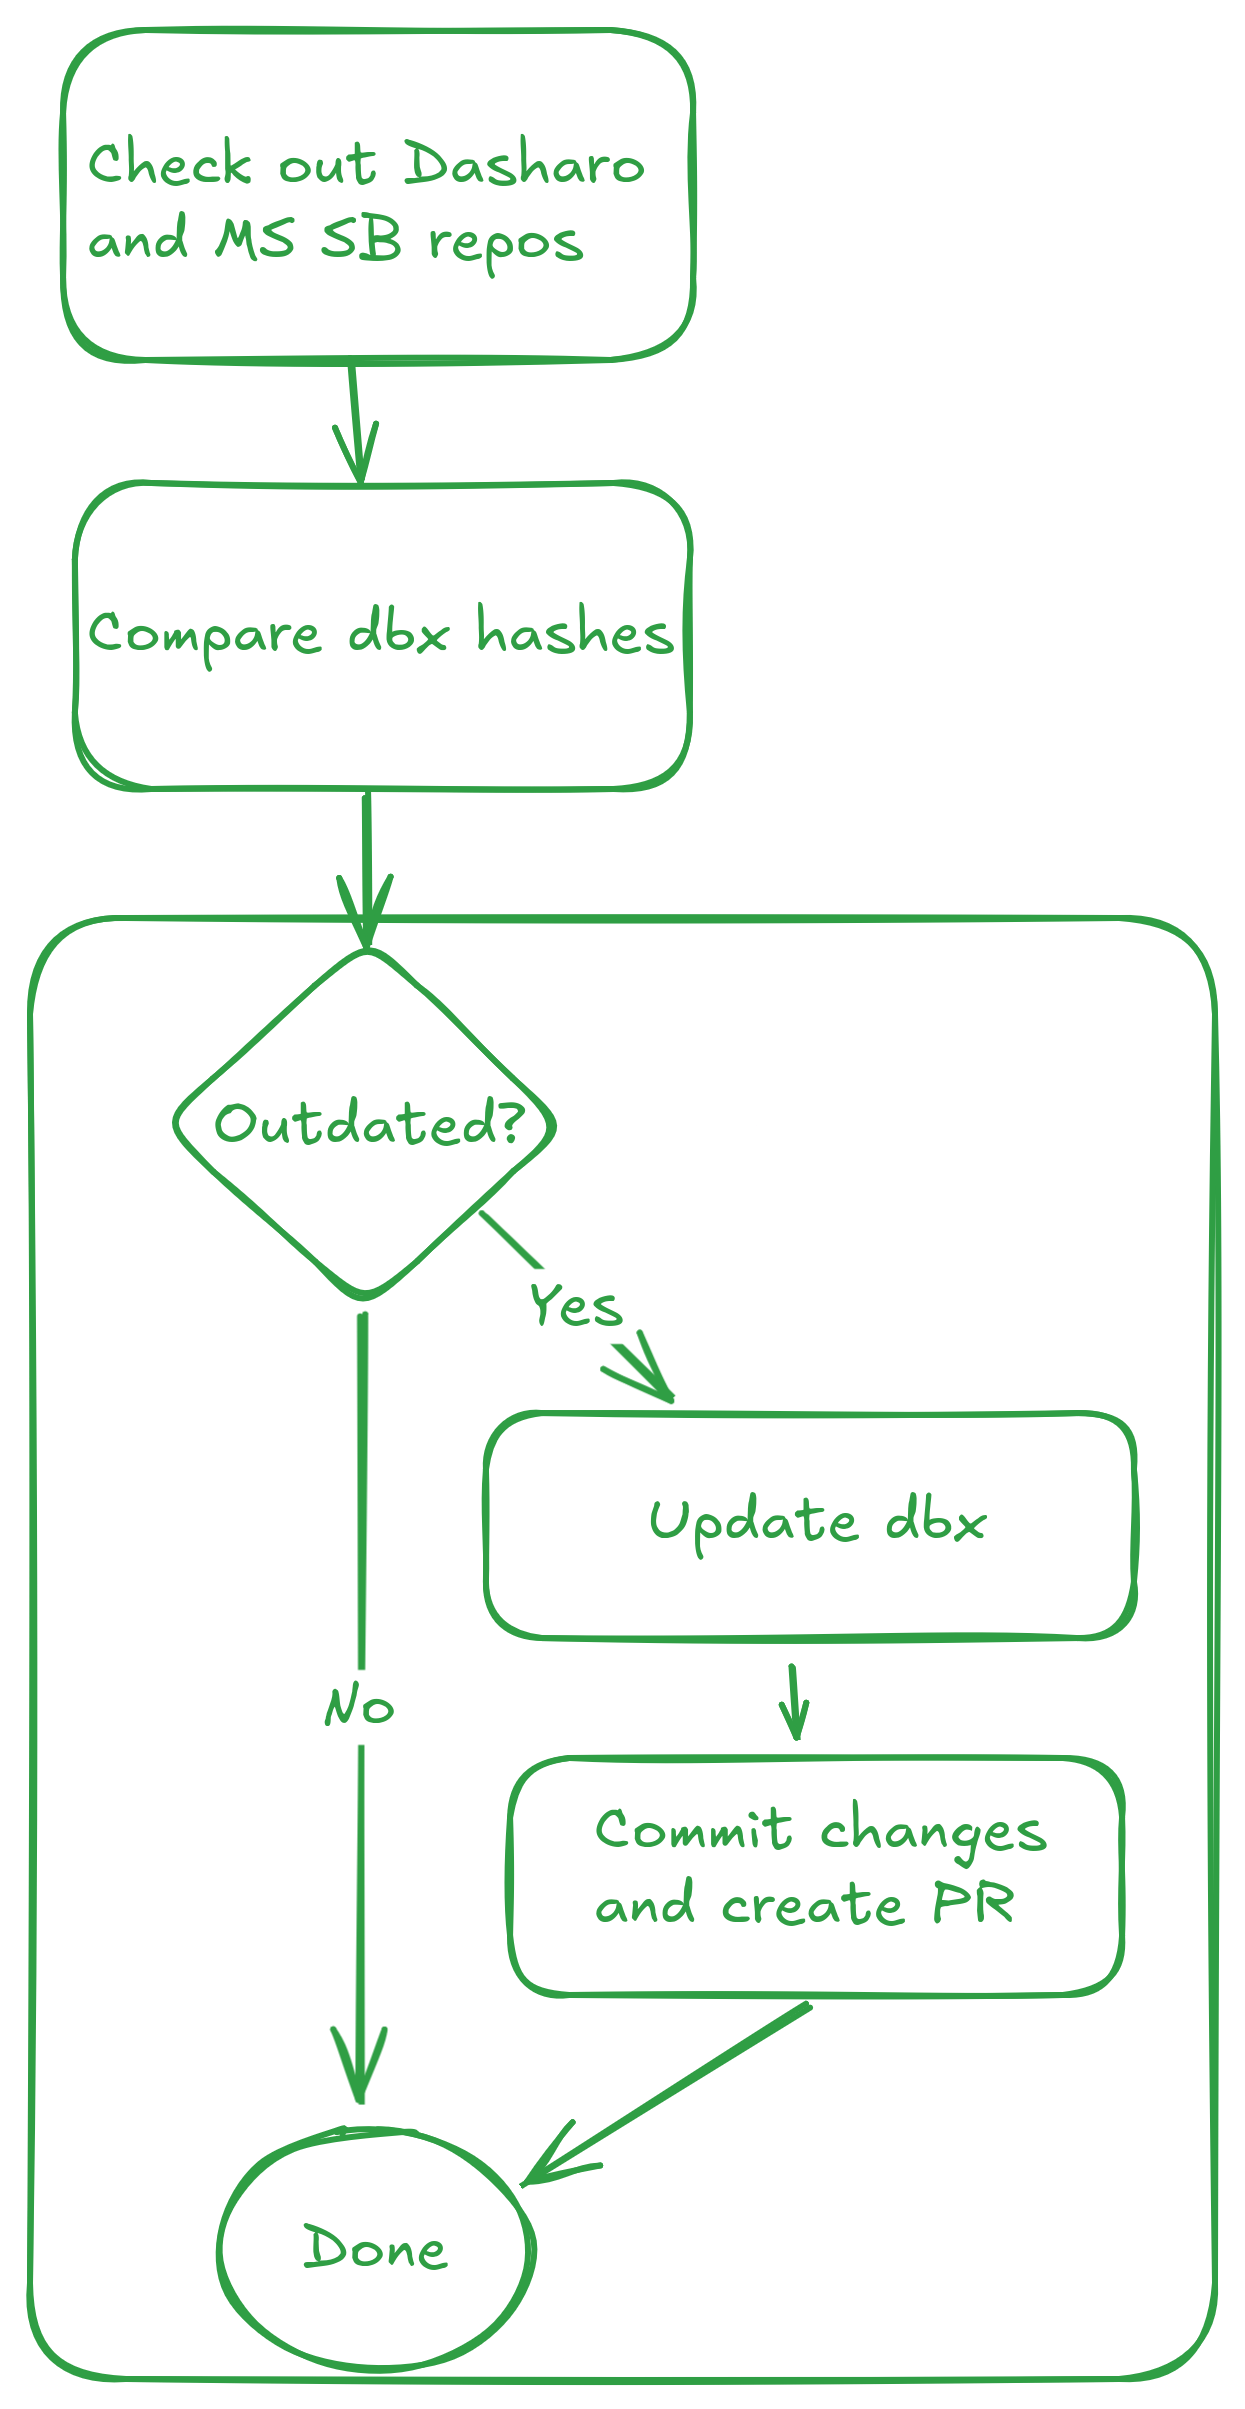 Check out Dasharo
and MS SB repos
Compare dbx hashes
Outdated?
Yes
Update dbx
No
Commit changes
and create PR
Done